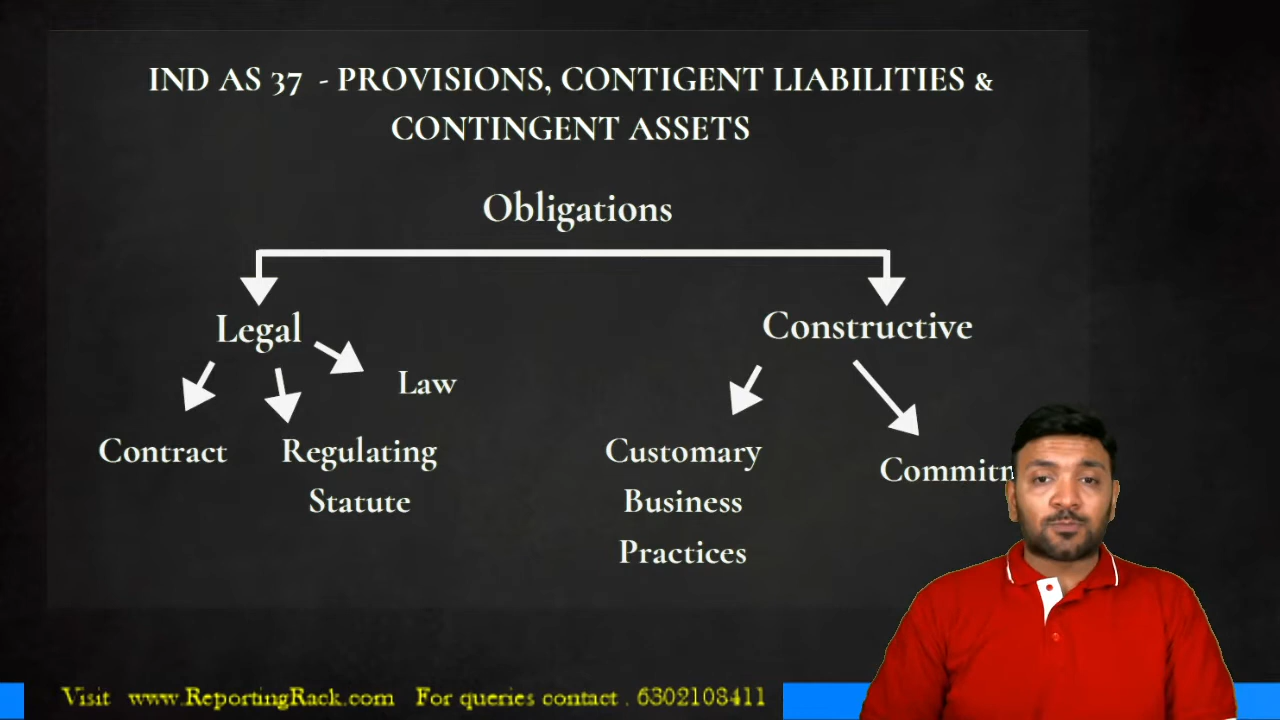 IND AS 37 - PROVISIONS, CONTIGENT LIABILITIES &
CONTINGENT ASSETS
Obligations
Legal
Constructive
Law
Contract
Regulating
Statute
Customary
Business
Practices
Visit www.ReportingRack.com For queries contact . 6302108411